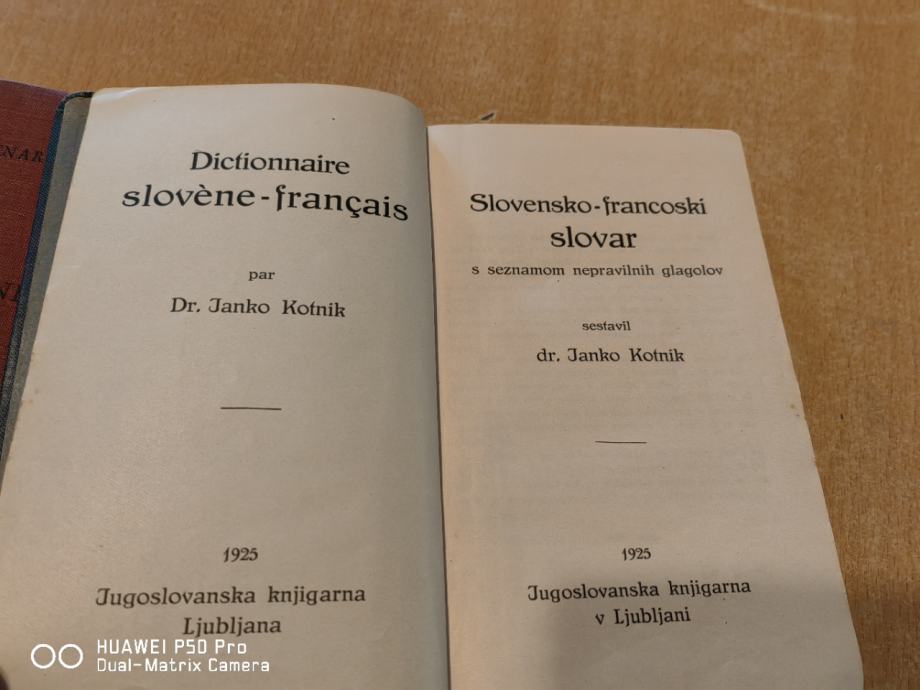 Dictionnaire
slovène-français
par
Dr. Janko Kotnik
1925
Jugoslovanska knjigarna
Ljubljana
Slovensko-francoski
slovar
s seznamom nepravilnih glagolov
sestavil
dr. Janko Kotnik
1925
Jugoslovanska knjigarna
v Ljubljani
HUAWEI P50 Pro
Dual-Matrix Camera